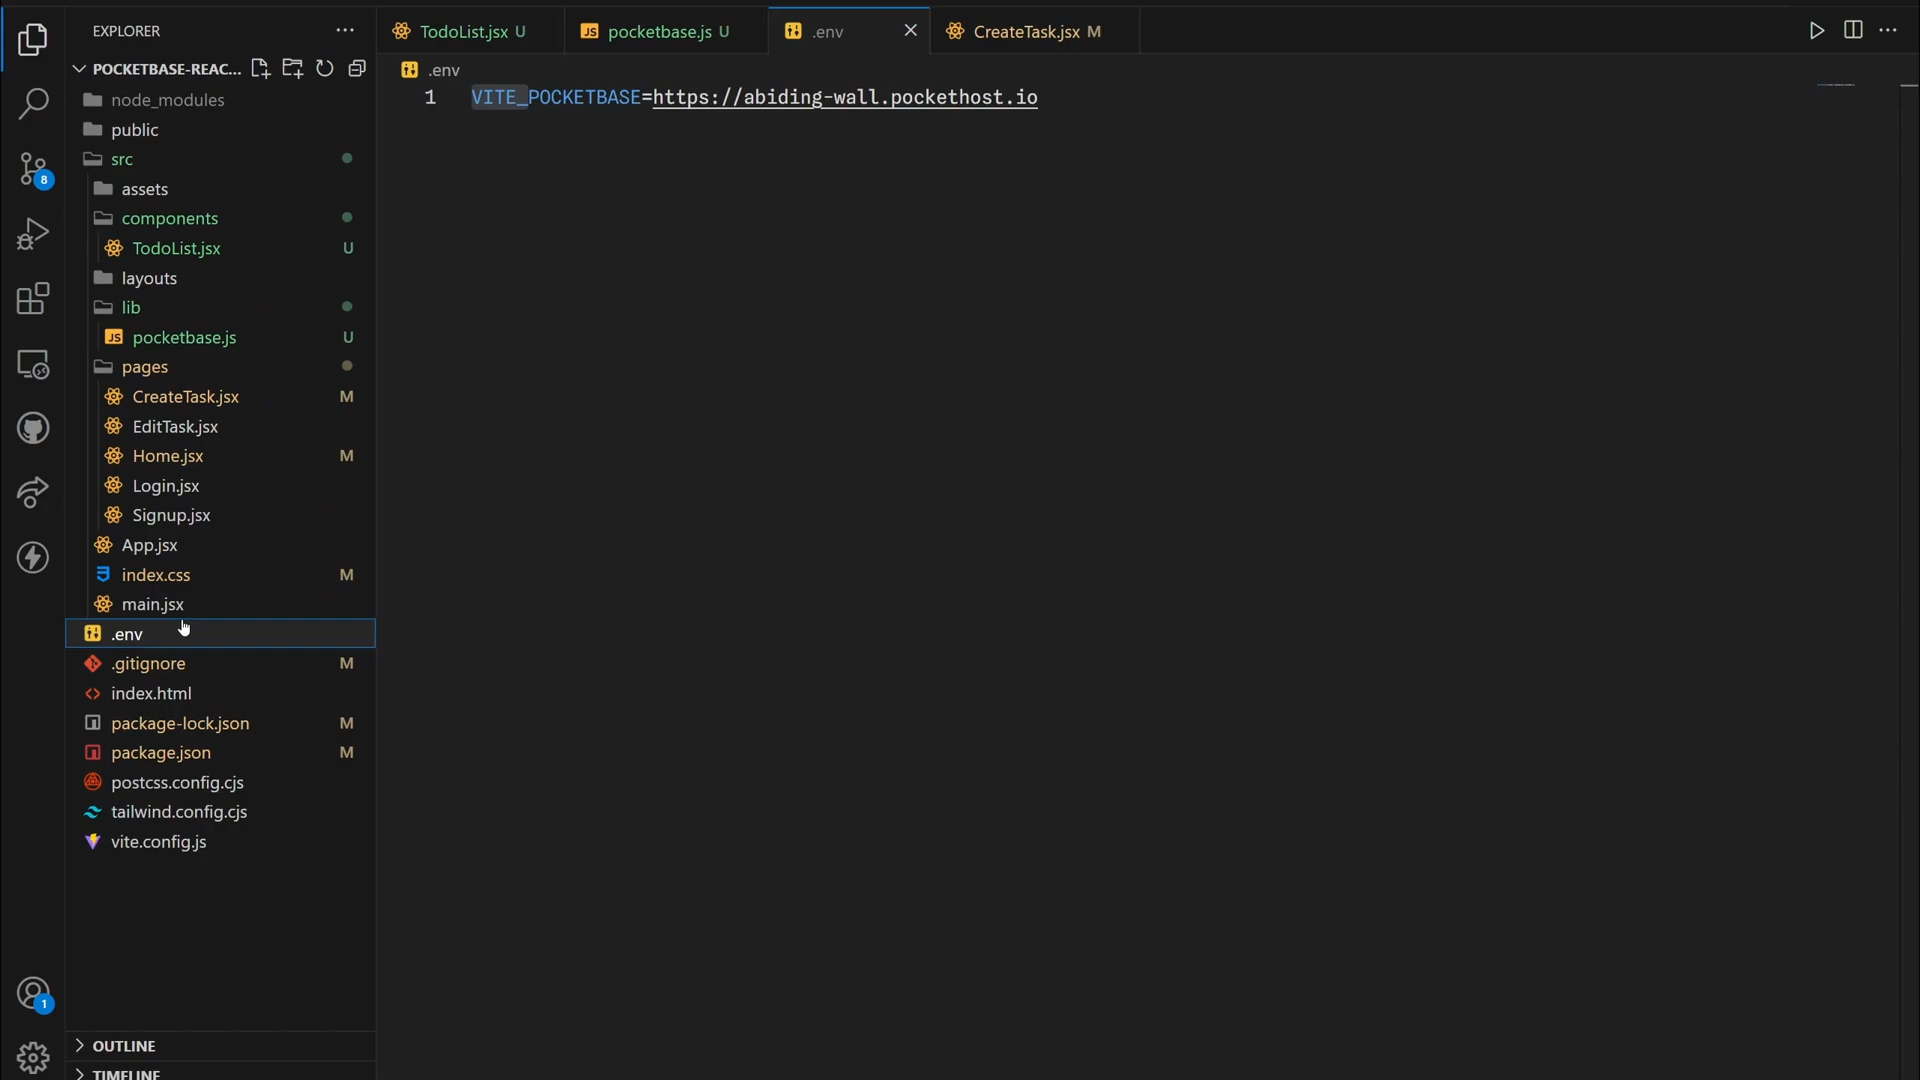 EXPLORER
POCKETBASE-REAC...
node_modules
public
src
assets
components
TodoList.jsx U
layouts
lib
pocketbase.js U
pages
CreateTask.jsx M
EditTask.jsx
Home.jsx M
Login.jsx
Signup.jsx
App.jsx
index.css M
main.jsx
.env
.gitignore M
index.html
package-lock.json M
package.json M
postcss.config.cjs
tailwind.config.cjs
vite.config.js
OUTLINE
TIMELINE
8
1
TodoList.jsx U
pocketbase.js U
.env
CreateTask.jsx M
.env
1 VITE_POCKETBASE=https://abiding-wall.pockethost.io